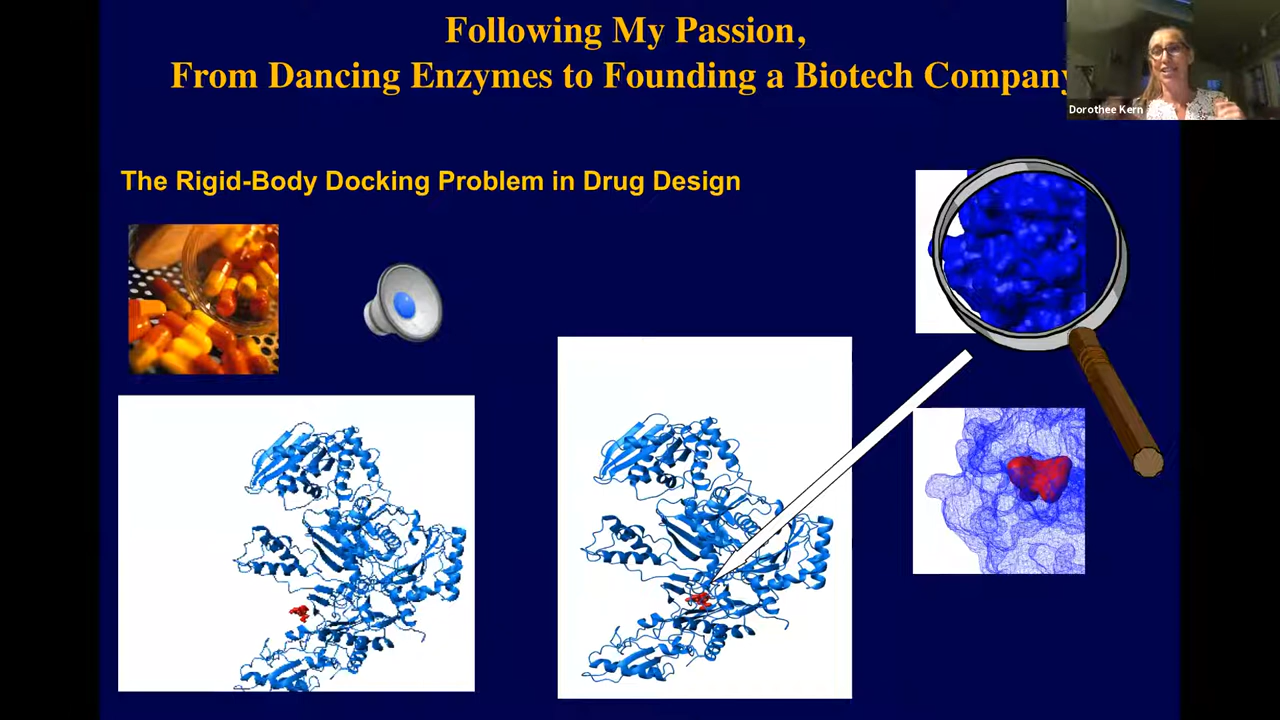 Following My Passion,
From Dancing Enzymes to Founding a Biotech Company
Dorothee Kern
The Rigid-Body Docking Problem in Drug Design